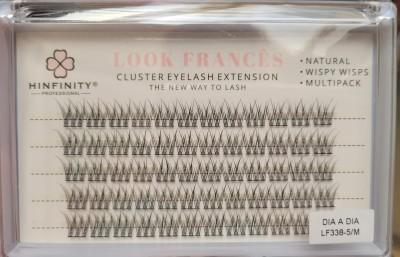 LOOK FRANCÊS
CLUSTER EYELASH EXTENSION
THE NEW WAY TO LASH
HINFINITY®
PROFESSIONAL
• NATURAL
• WISPY WISPS
• MULTIPACK
DIA A DIA
LF338-5/M